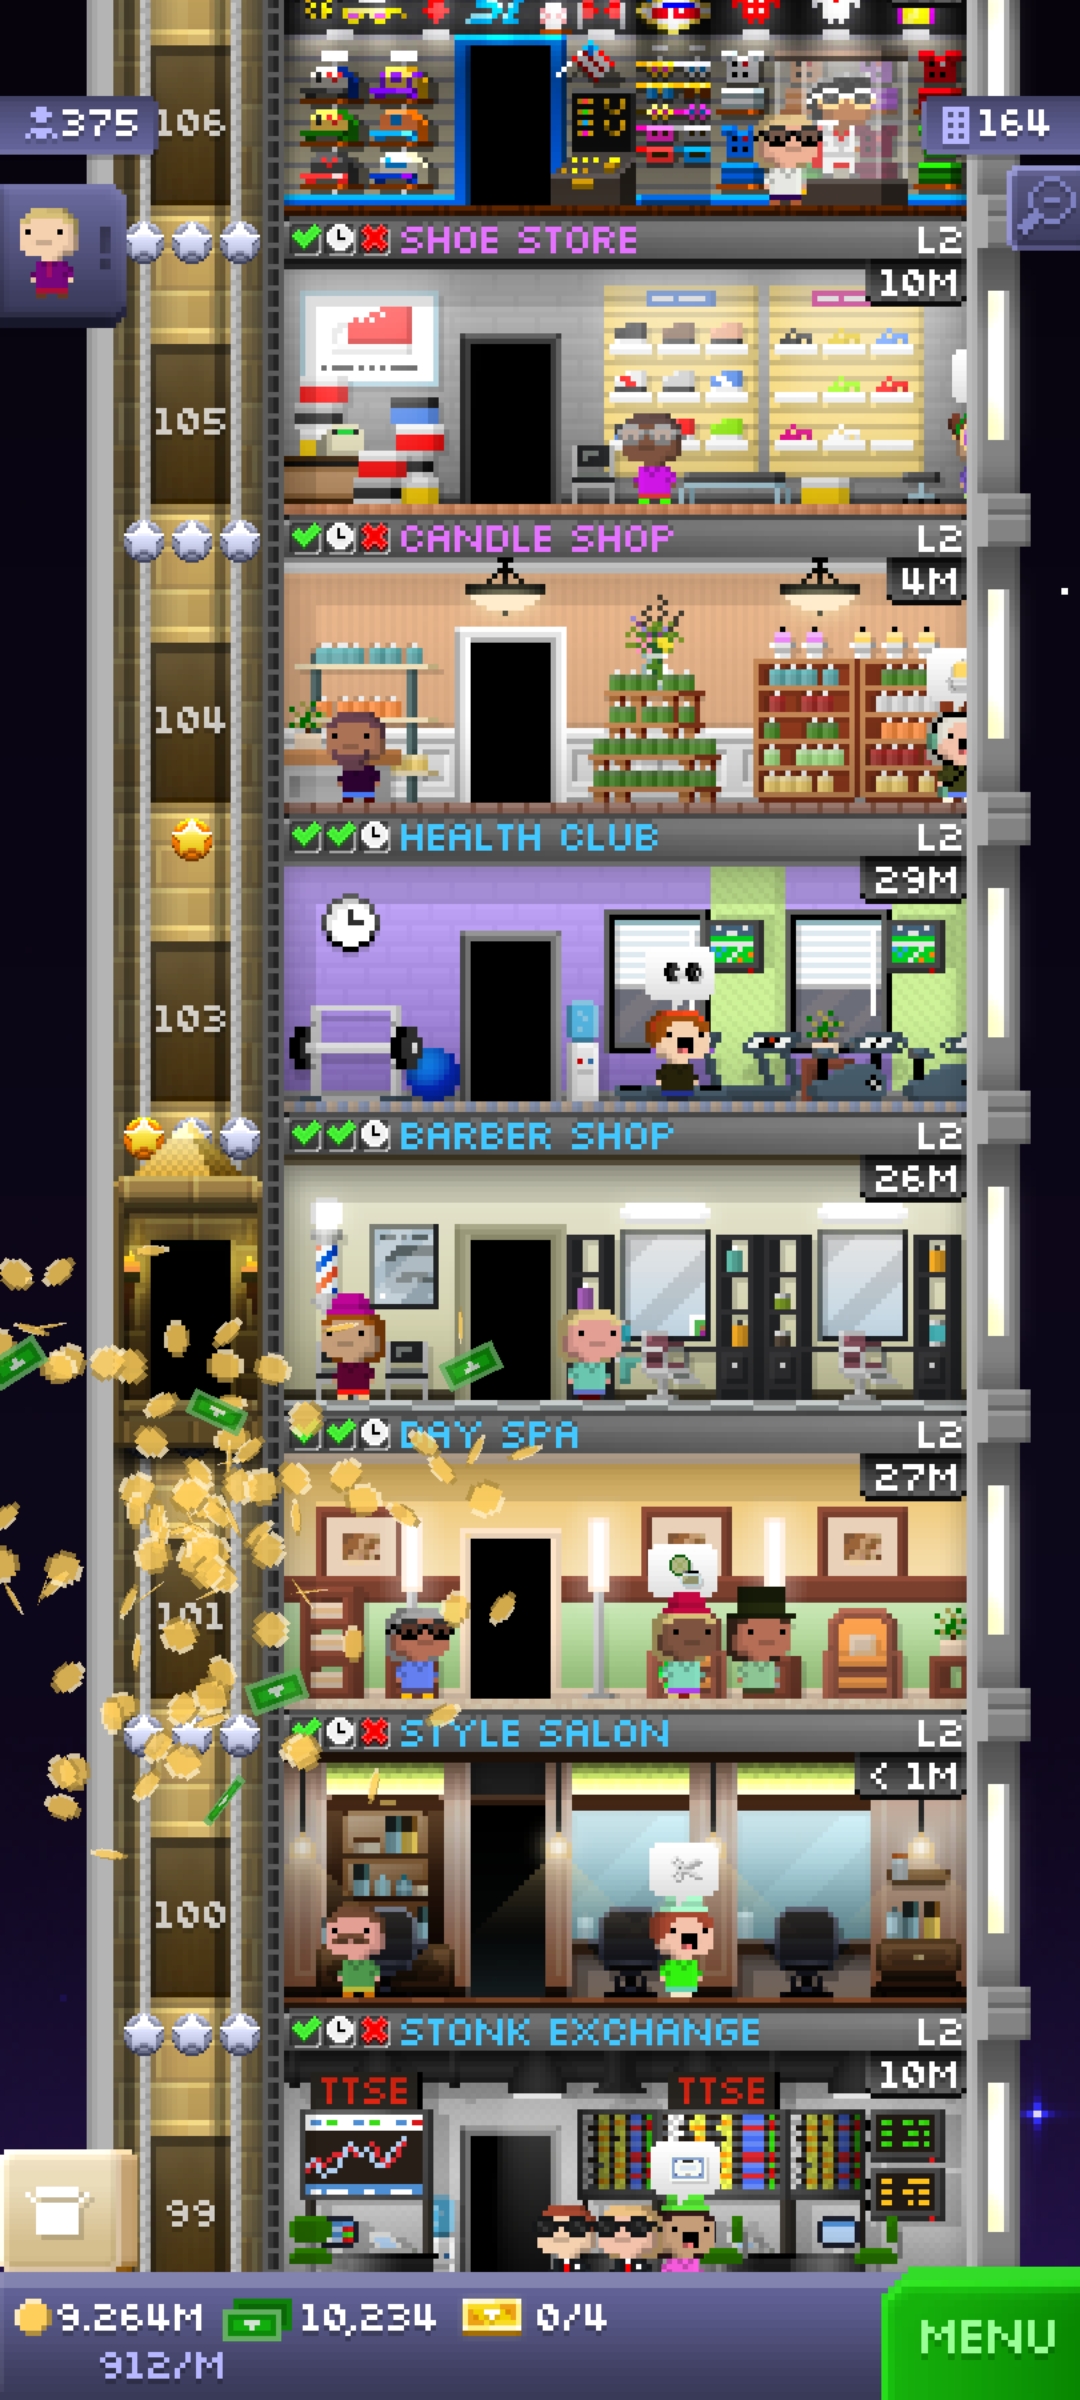 375
106
164
SHOE STORE
L2
10M
105
CANDLE SHOP
L2
4M
104
HEALTH CLUB
L2
29M
103
BARBER SHOP
L2
26M
DAY SPA
L2
27M
101
STYLE SALON
L2
< 1M
100
STONK EXCHANGE
L2
10M
TTSE
TTSE
99
9.264M
10,234
0/4
912/M
MENU